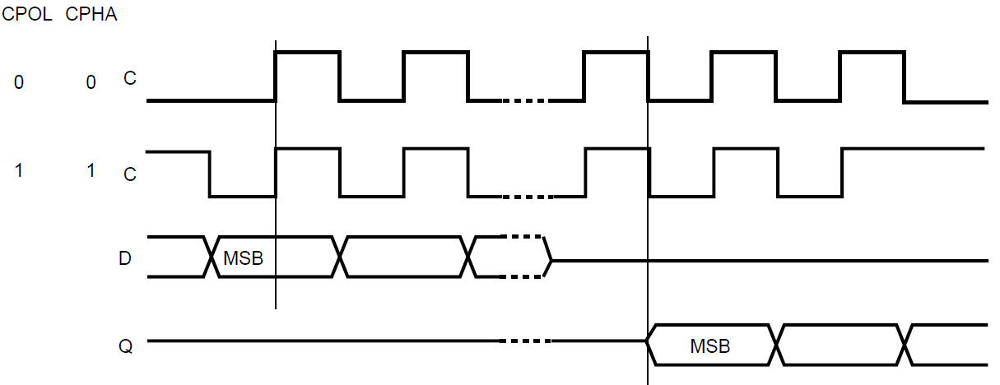 CPOL CPHA
0 0 C
1 1 C
D MSB
Q MSB